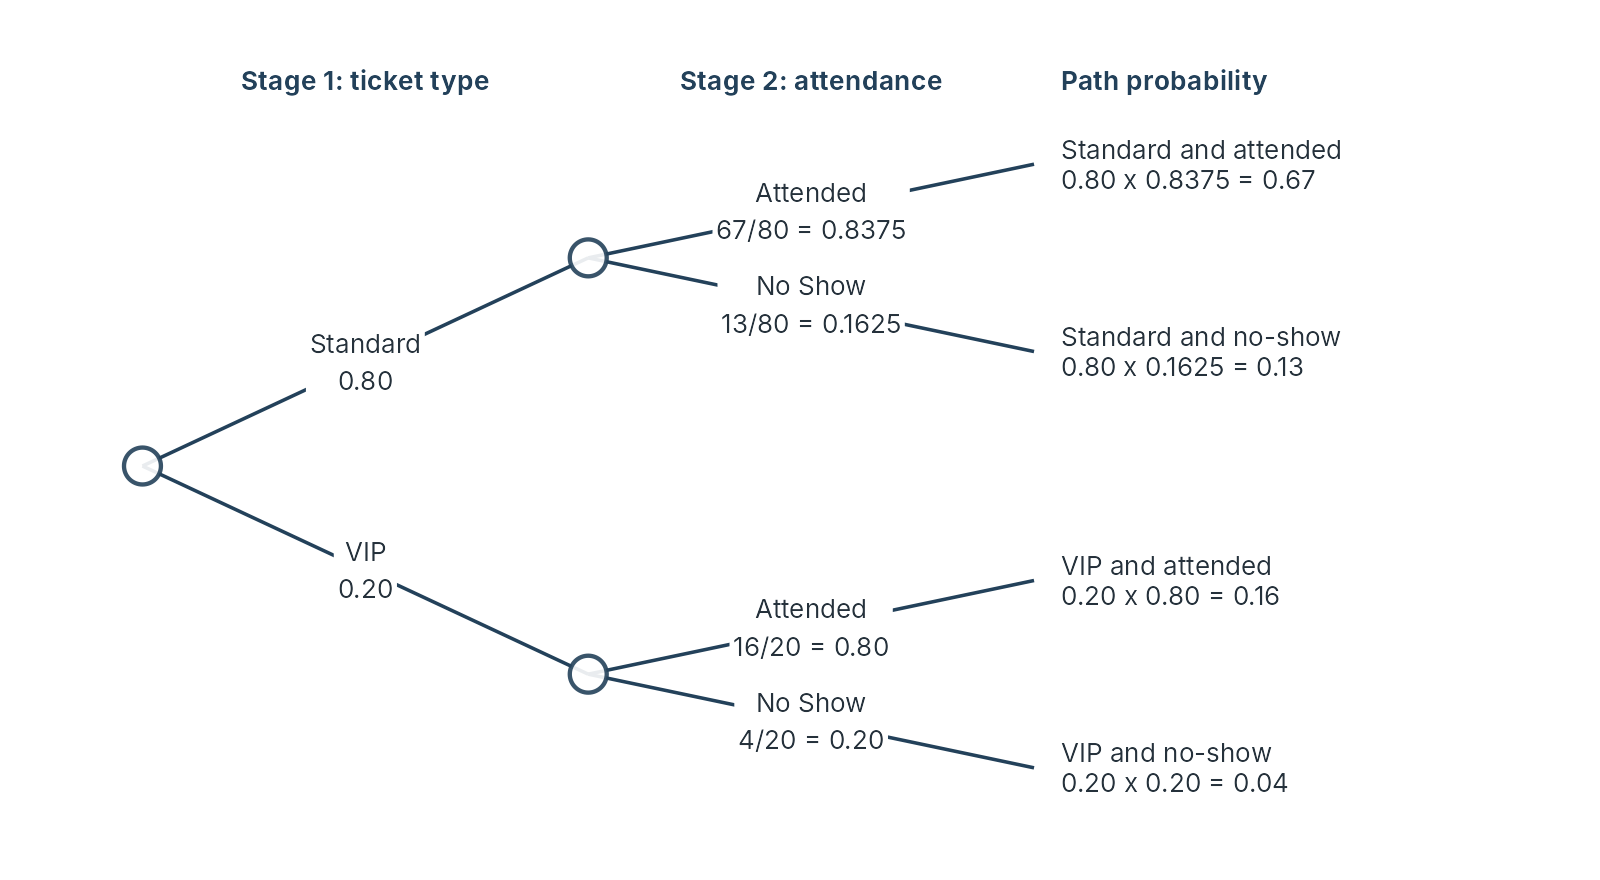 Stage 1: ticket type
Stage 2: attendance
Path probability
Standard
0.80
VIP
0.20
Attended
67/80 = 0.8375
No Show
13/80 = 0.1625
Attended
16/20 = 0.80
No Show
4/20 = 0.20
Standard and attended
0.80 x 0.8375 = 0.67
Standard and no-show
0.80 x 0.1625 = 0.13
VIP and attended
0.20 x 0.80 = 0.16
VIP and no-show
0.20 x 0.20 = 0.04